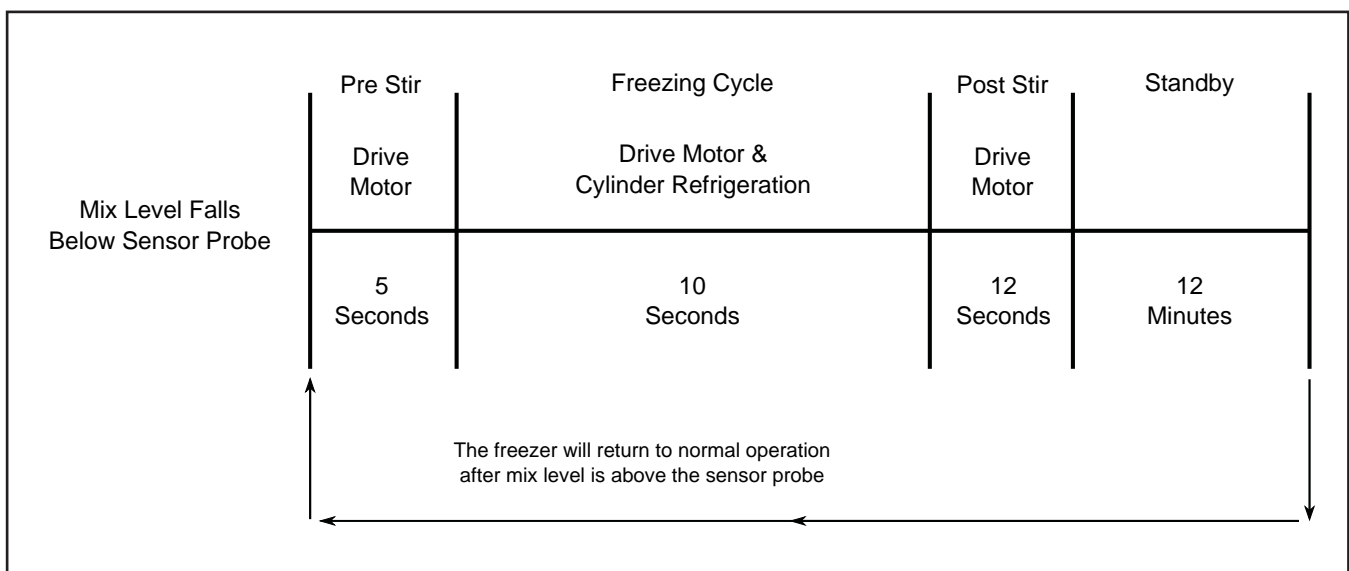 Pre Stir
Freezing Cycle
Post Stir
Standby
Drive
Motor
Drive Motor &
Cylinder Refrigeration
Drive
Motor
Mix Level Falls
Below Sensor Probe
5
Seconds
10
Seconds
12
Seconds
12
Minutes
The freezer will return to normal operation
after mix level is above the sensor probe